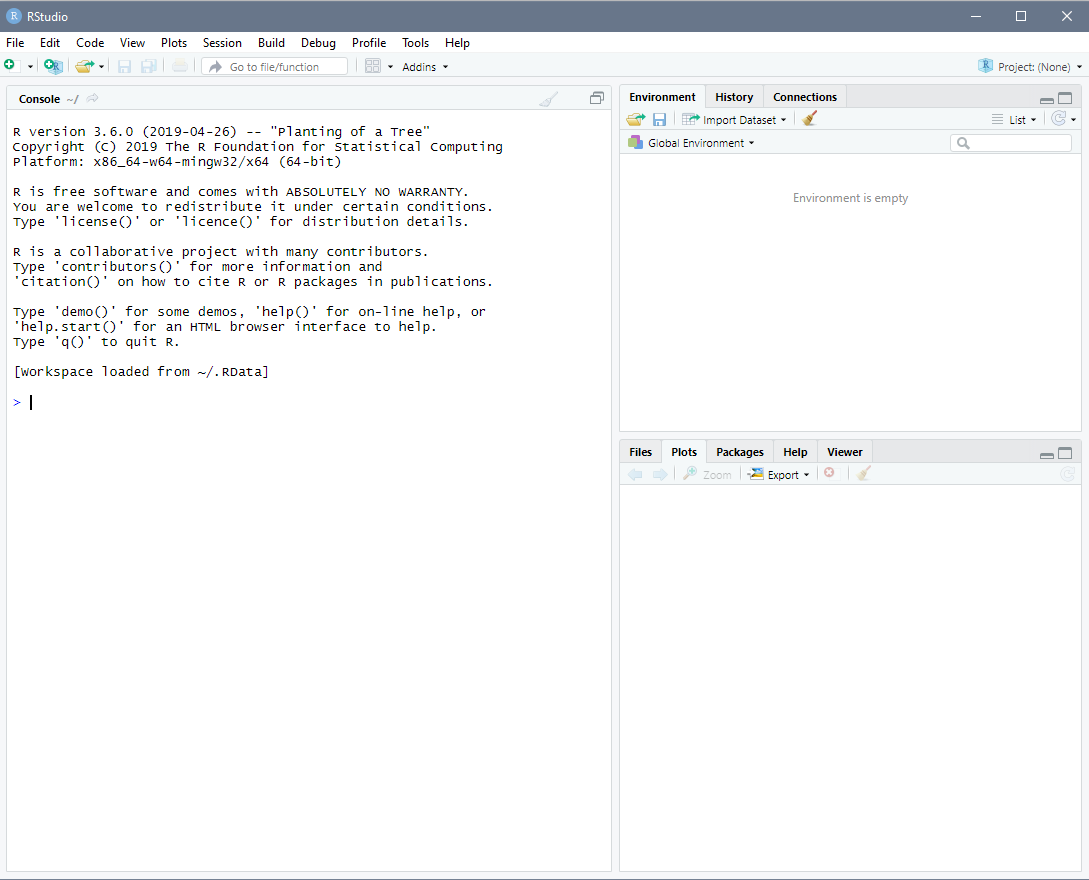 R RStudio
File Edit Code View Plots Session Build Debug Profile Tools Help
R Go to file/function Addins R Project: (None)
Console ~/
R version 3.6.0 (2019-04-26) -- "Planting of a Tree"
Copyright (C) 2019 The R Foundation for Statistical Computing
Platform: x86_64-w64-mingw32/x64 (64-bit)
R is free software and comes with ABSOLUTELY NO WARRANTY.
You are welcome to redistribute it under certain conditions.
Type 'license()' or 'licence()' for distribution details.
R is a collaborative project with many contributors.
Type 'contributors()' for more information and
'citation()' on how to cite R or R packages in publications.
Type 'demo()' for some demos, 'help()' for on-line help, or
'help.start()' for an HTML browser interface to help.
Type 'q()' to quit R.
[Workspace loaded from ~/.RData]
>
Environment History Connections
Import Dataset List
Global Environment
Environment is empty
Files Plots Packages Help Viewer
Zoom Export